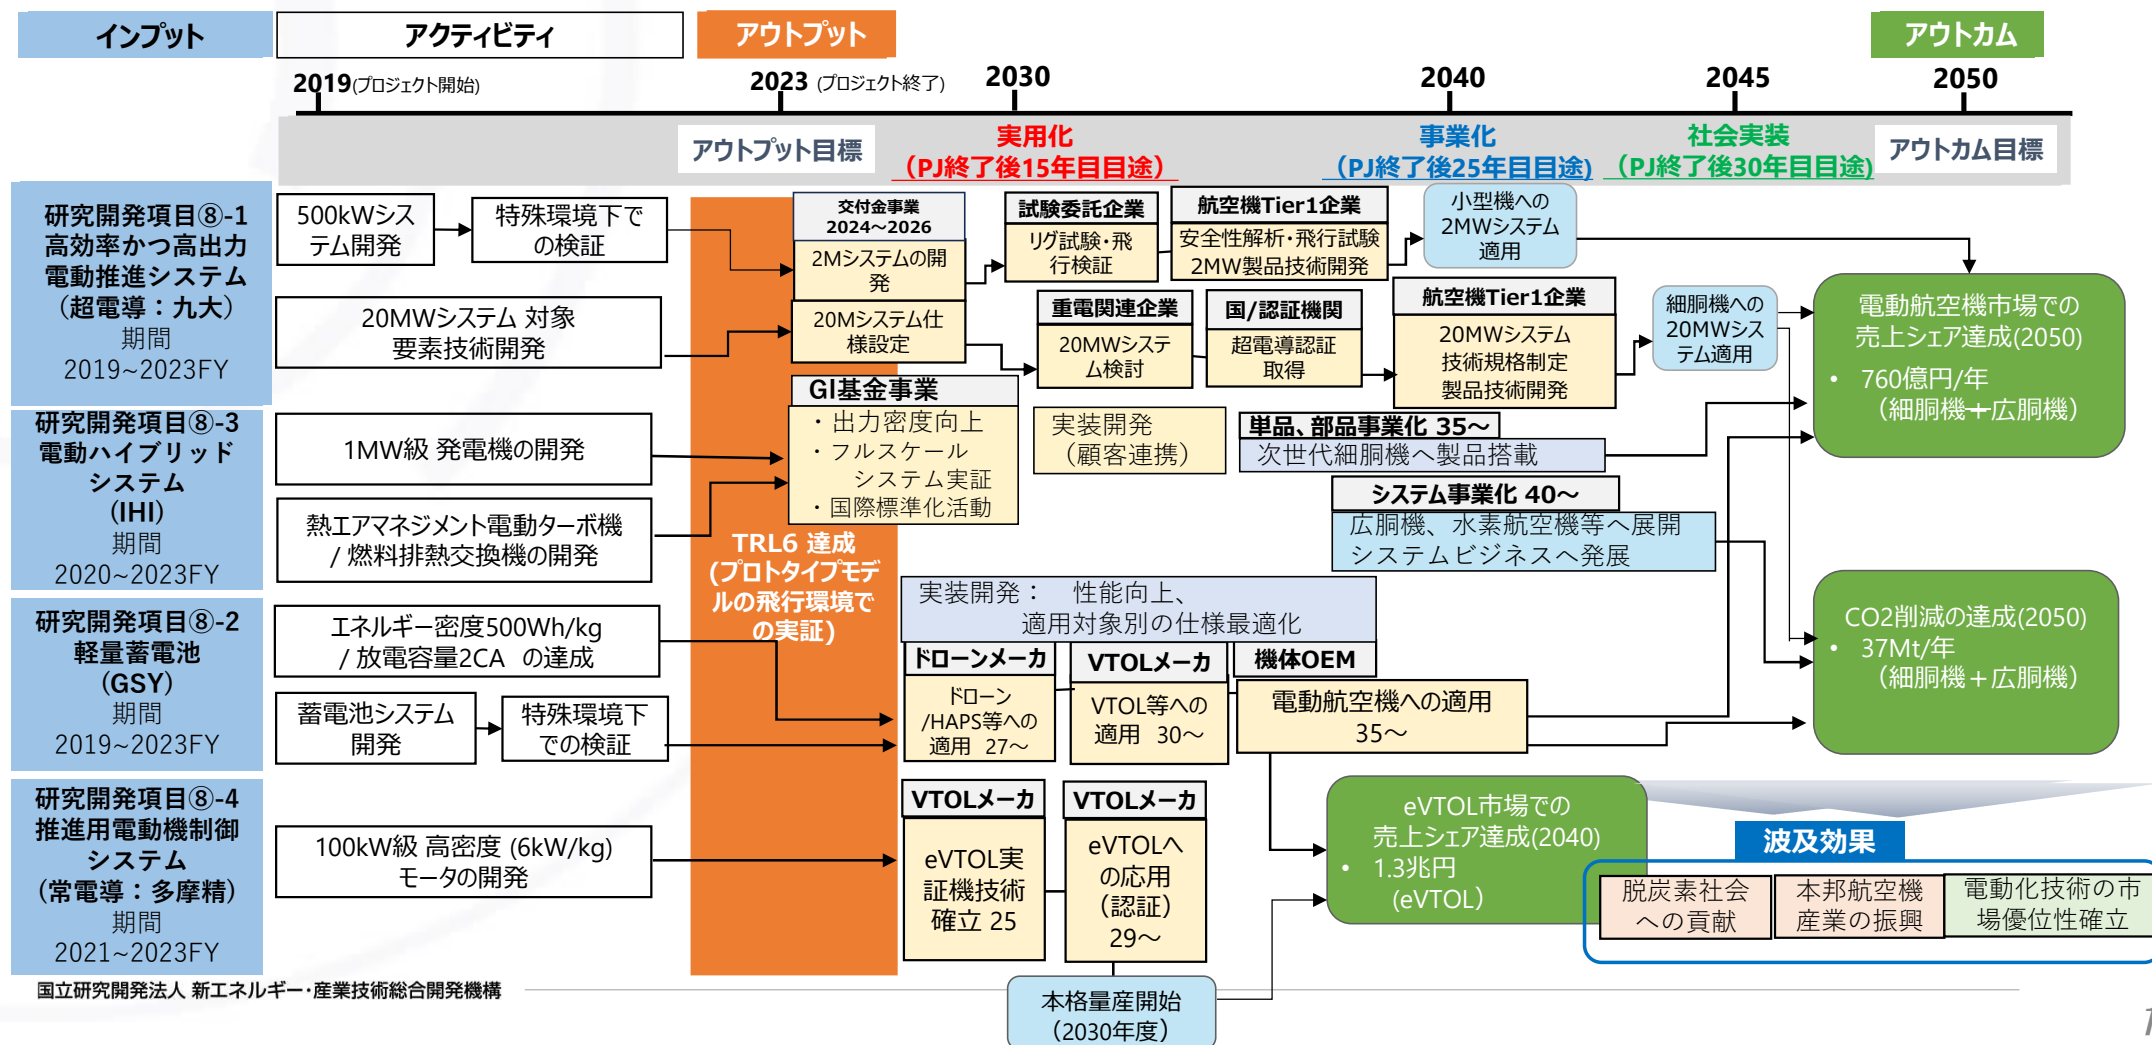 インプット
アクティビティ
アウトプット
アウトカム
2019(プロジェクト開始)
2023 (プロジェクト終了)
2030
2040
2045
2050
アウトプット目標
実用化
(PJ終了後15年目目途)
事業化
(PJ終了後25年目目途)
社会実装
(PJ終了後30年目目途)
アウトカム目標
研究開発項目⑧-1
高効率かつ高出力
電動推進システム
(超電導：九大)
期間
2019~2023FY
500kWシス
テム開発
特殊環境下で
の検証
20MWシステム 対象
要素技術開発
交付金事業
2024～2026
2Mシステムの開
発
20Mシステム仕
様設定
試験委託企業
リグ試験・飛
行検証
航空機Tier1企業
安全性解析・飛行試験
2MW製品技術開発
小型機への
2MWシステム
適用
重電関連企業
20MWシステ
ム検討
国/認証機関
超電導認証
取得
航空機Tier1企業
20MWシステム
技術規格制定
製品技術開発
細胴機への
20MWシス
テム適用
電動航空機市場での
売上シェア達成(2050)
• 760億円/年
（細胴機＋広胴機）
研究開発項目⑧-3
電動ハイブリッド
システム
(IHI)
期間
2020~2023FY
1MW級 発電機の開発
熱エアマネジメント電動ターボ機
/ 燃料排熱交換機の開発
GI基金事業
・出力密度向上
・フルスケール
システム実証
・国際標準化活動
実装開発
（顧客連携）
単品、部品事業化 35～
次世代細胴機へ製品搭載
システム事業化 40～
広胴機、水素航空機等へ展開
システムビジネスへ発展
TRL6 達成
(プロトタイプモデ
ルの飛行環境で
の実証)
研究開発項目⑧-2
軽量蓄電池
(GSY)
期間
2019~2023FY
エネルギー密度500Wh/kg
/ 放電容量2CA の達成
蓄電池システム
開発
特殊環境下
での検証
実装開発： 性能向上、
適用対象別の仕様最適化
ドローンメーカ
ドローン
/HAPS等への
適用 27～
VTOLメーカ
VTOL等への
適用 30～
機体OEM
電動航空機への適用
35～
CO2削減の達成(2050)
• 37Mt/年
（細胴機＋広胴機）
研究開発項目⑧-4
推進用電動機制御
システム
(常電導：多摩精)
期間
2021~2023FY
100kW級 高密度 (6kW/kg)
モータの開発
VTOLメーカ
eVTOL実
証機技術
確立 25
VTOLメーカ
eVTOLへ
の応用
（認証）
29～
本格量産開始
（2030年度）
eVTOL市場での
売上シェア達成(2040)
• 1.3兆円
(eVTOL）
波及効果
脱炭素社会
への貢献
本邦航空機
産業の振興
電動化技術の市
場優位性確立
国立研究開発法人 新エネルギー・産業技術総合開発機構